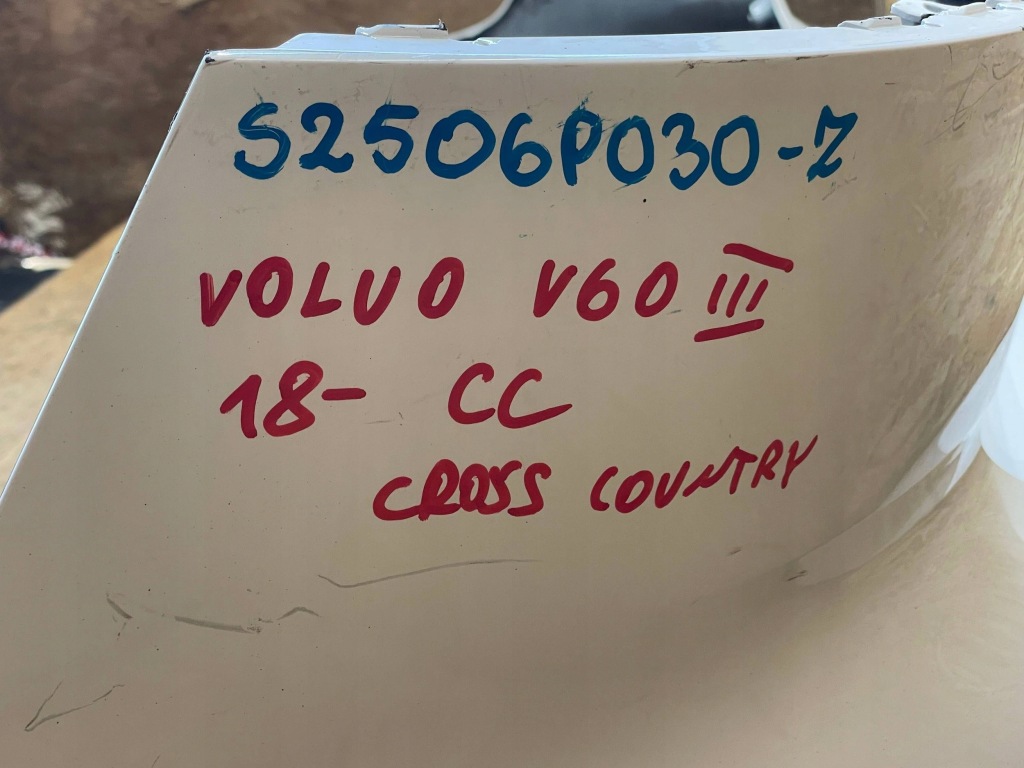 S2506P030-Z
VOLVO V60 III
18- CC
CROSS COUNTRY